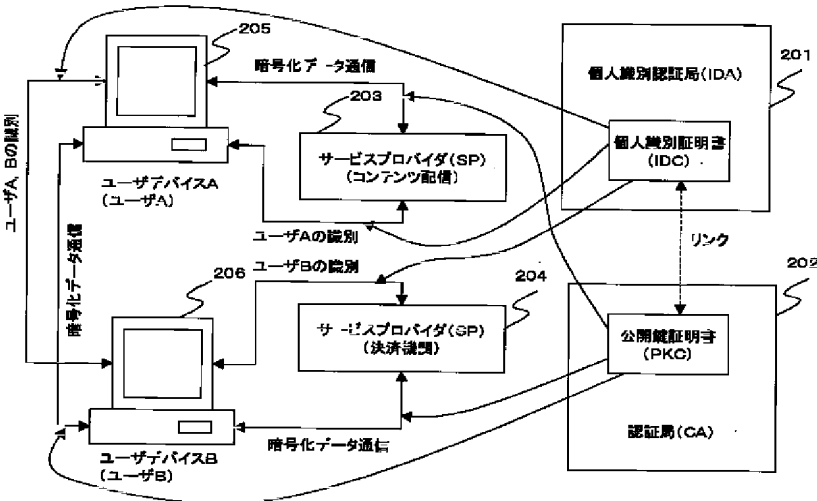 205
暗号化データ通信
203
サービスプロバイダ(SP)
(コンテンツ配信)
ユーザデバイスA
(ユーザA)
ユーザA, Bの識別
暗号化データ通信
ユーザAの識別
ユーザBの識別
206
204
サービスプロバイダ(SP)
(決済機関)
暗号化データ通信
ユーザデバイスB
(ユーザB)
個人識別認証局(IDA)
201
個人識別証明書
(IDC)
リンク
202
公開鍵証明書
(PKC)
認証局(CA)